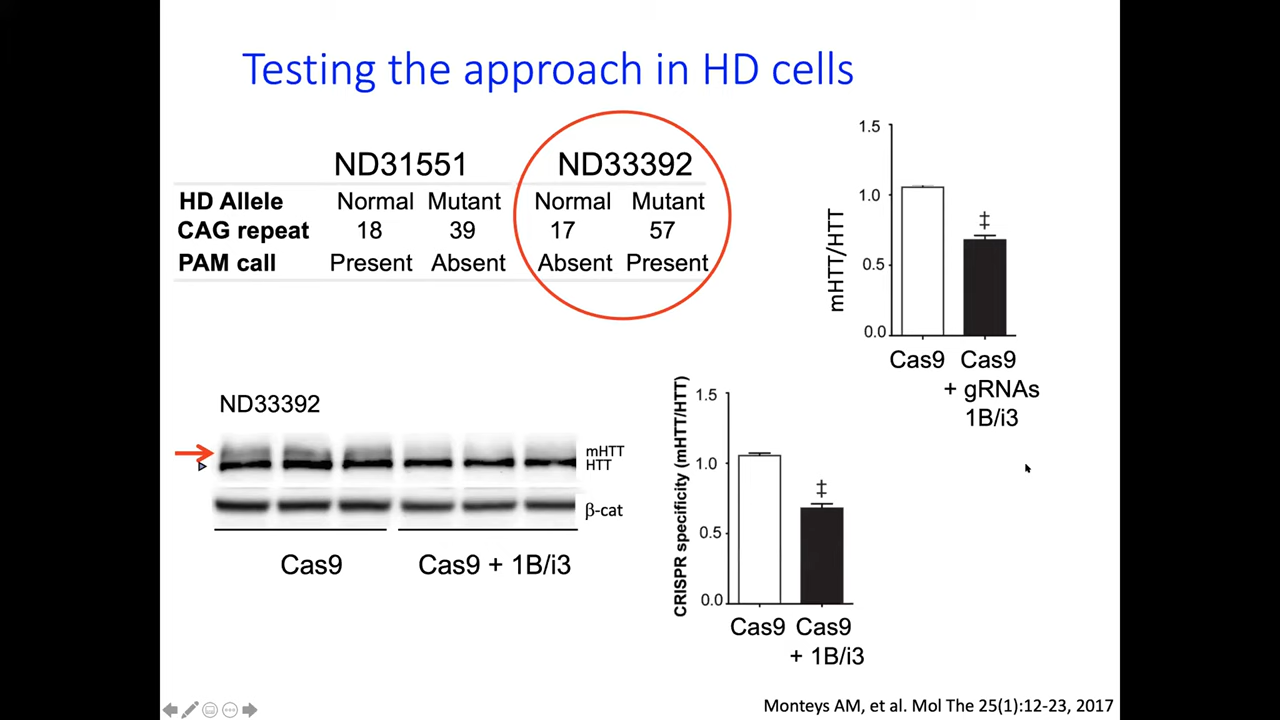 Testing the approach in HD cells
ND31551 ND33392
HD Allele Normal Mutant Normal Mutant
CAG repeat 18 39 17 57
PAM call Present Absent Absent Present
1.5
1.0
0.5
0.0
mHTT/HTT
‡
Cas9 Cas9
+ gRNAs
1B/i3
ND33392
mHTT
HTT
β-cat
Cas9 Cas9 + 1B/i3
CRISPR specificity (mHTT/HTT)
1.5
1.0
0.5
0.0
‡
Cas9 Cas9
+ 1B/i3
Monteys AM, et al. Mol The 25(1):12-23, 2017